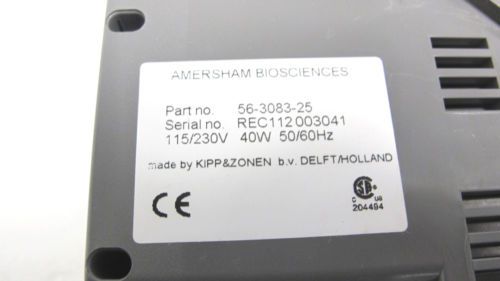 AMERSHAM BIOSCIENCES
Part no. 56-3083-25
Serial no. REC112 003041
115/230V 40W 50/60Hz
made by KIPP&ZONEN b.v. DELFT/HOLLAND
CE
C US
204494